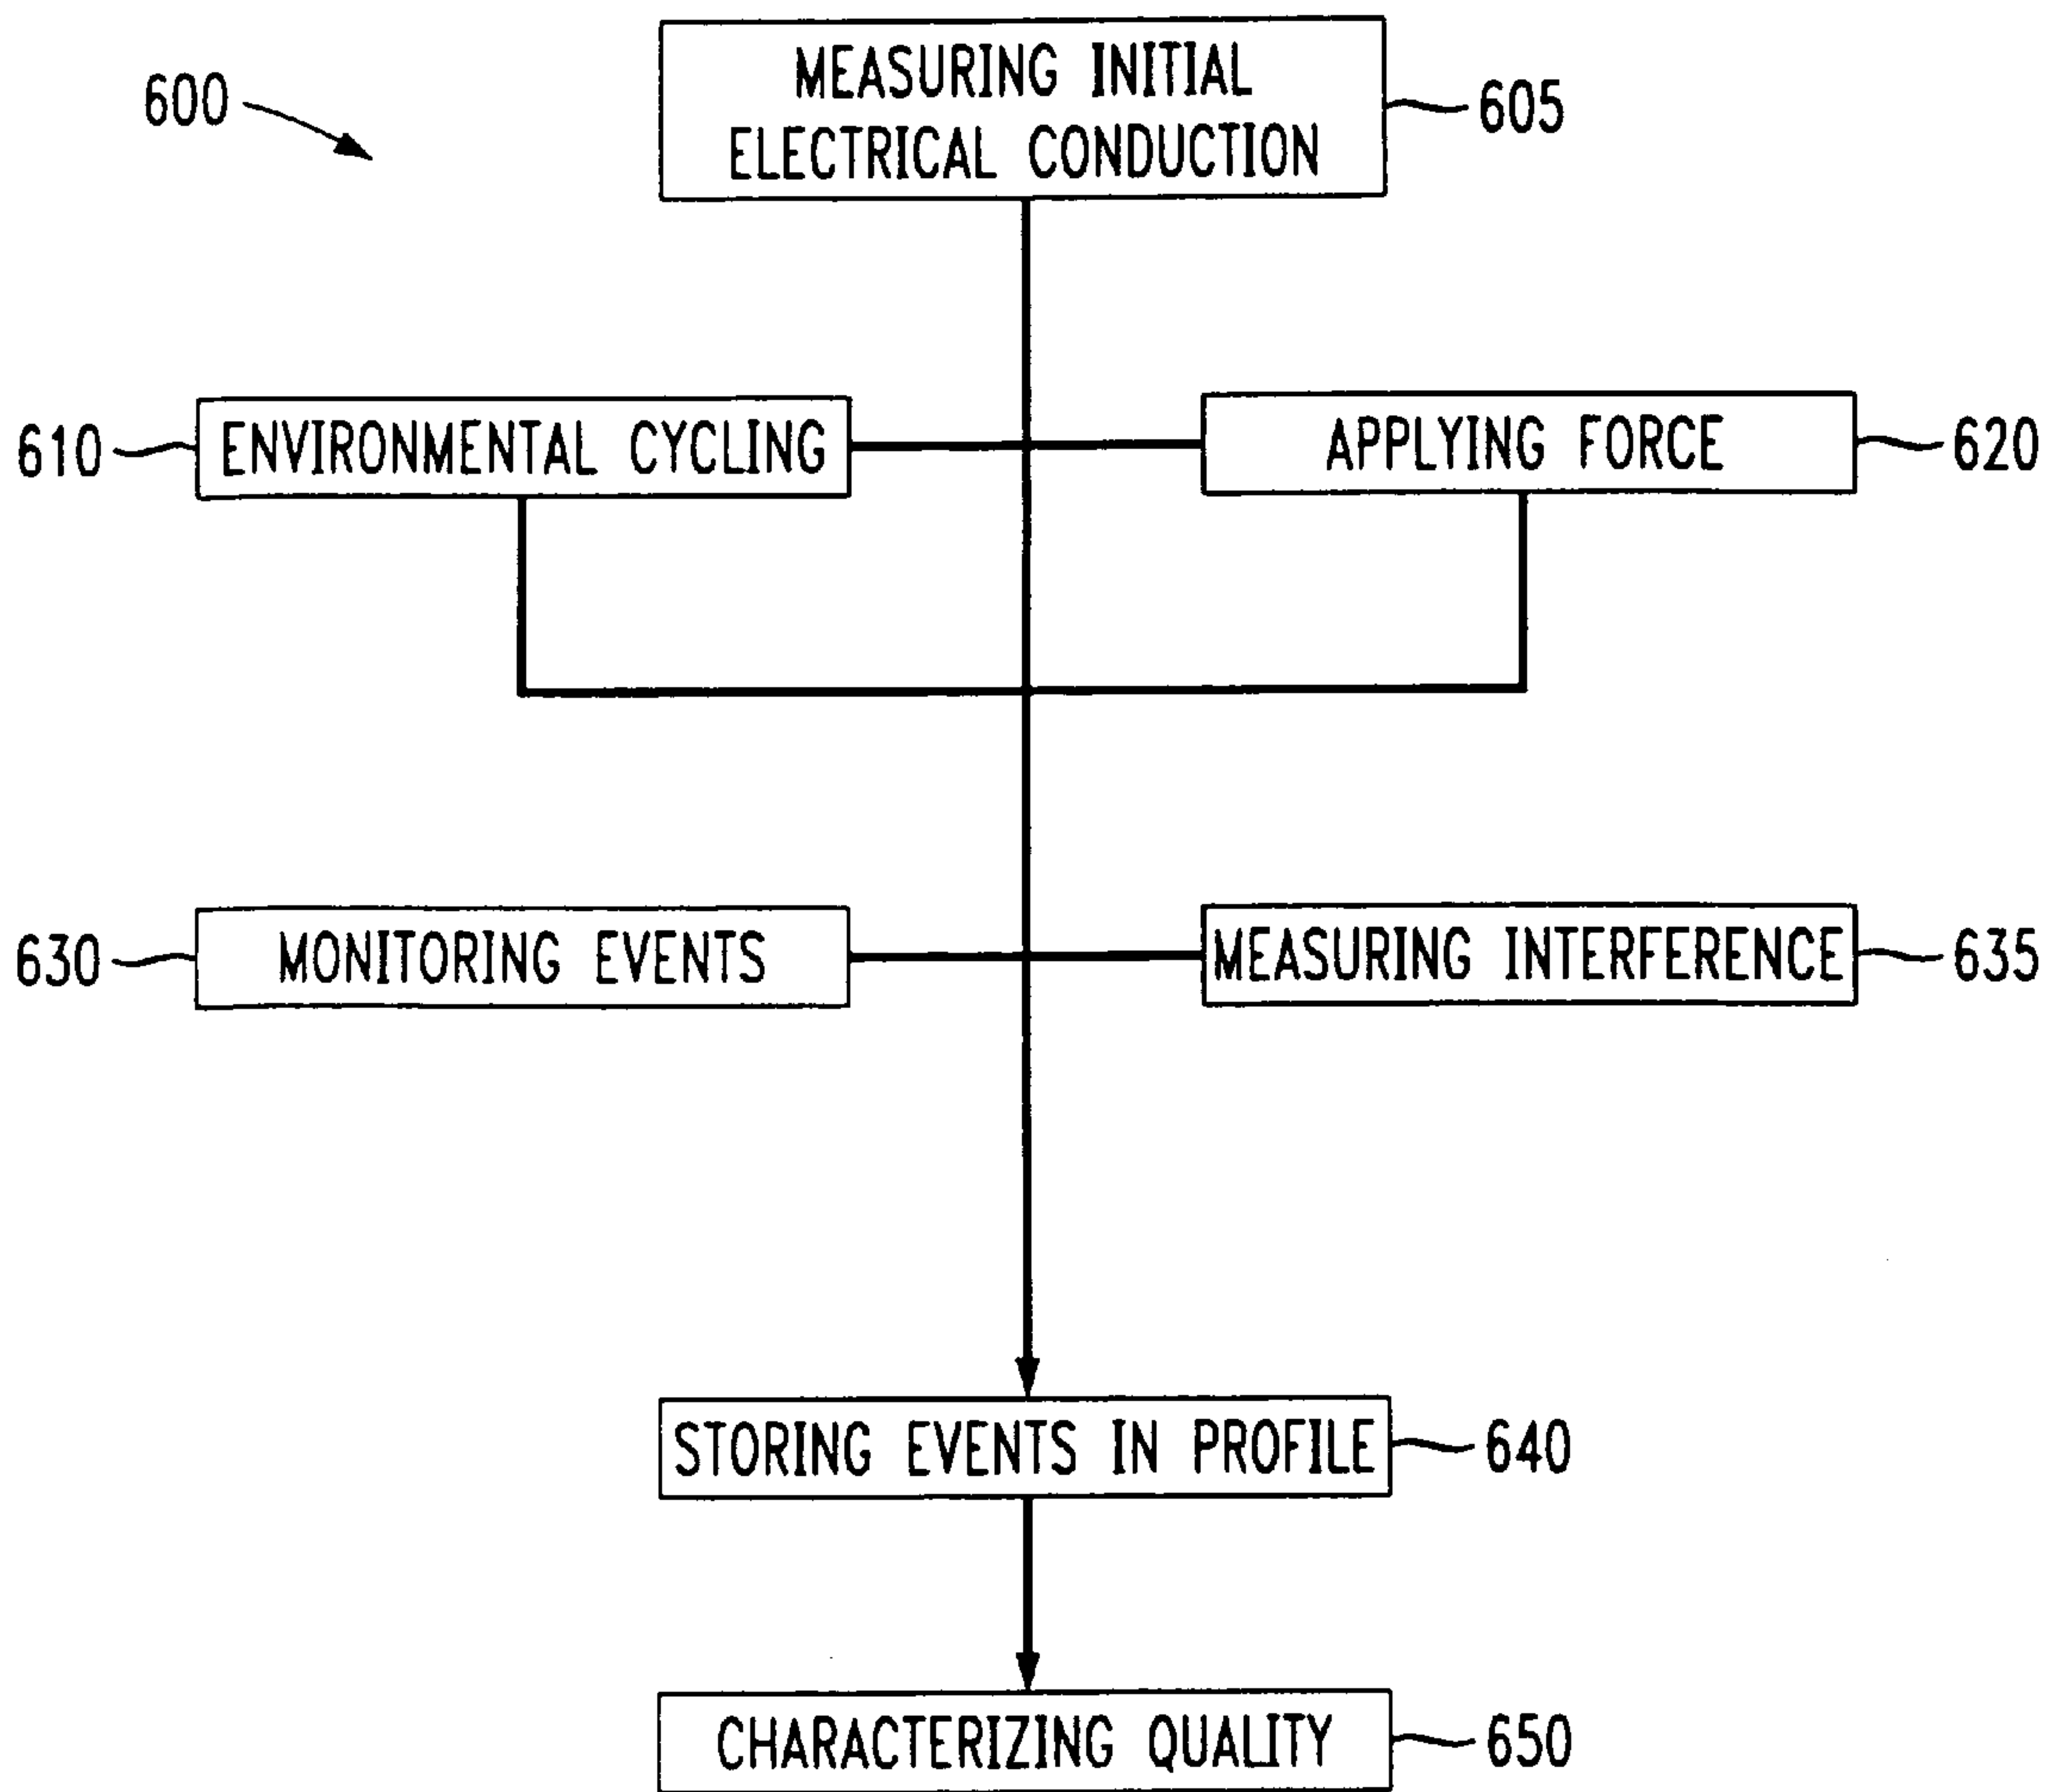 600
MEASURING INITIAL
ELECTRICAL CONDUCTION
605
610
ENVIRONMENTAL CYCLING
APPLYING FORCE
620
630
MONITORING EVENTS
MEASURING INTERFERENCE
635
STORING EVENTS IN PROFILE
640
CHARACTERIZING QUALITY
650